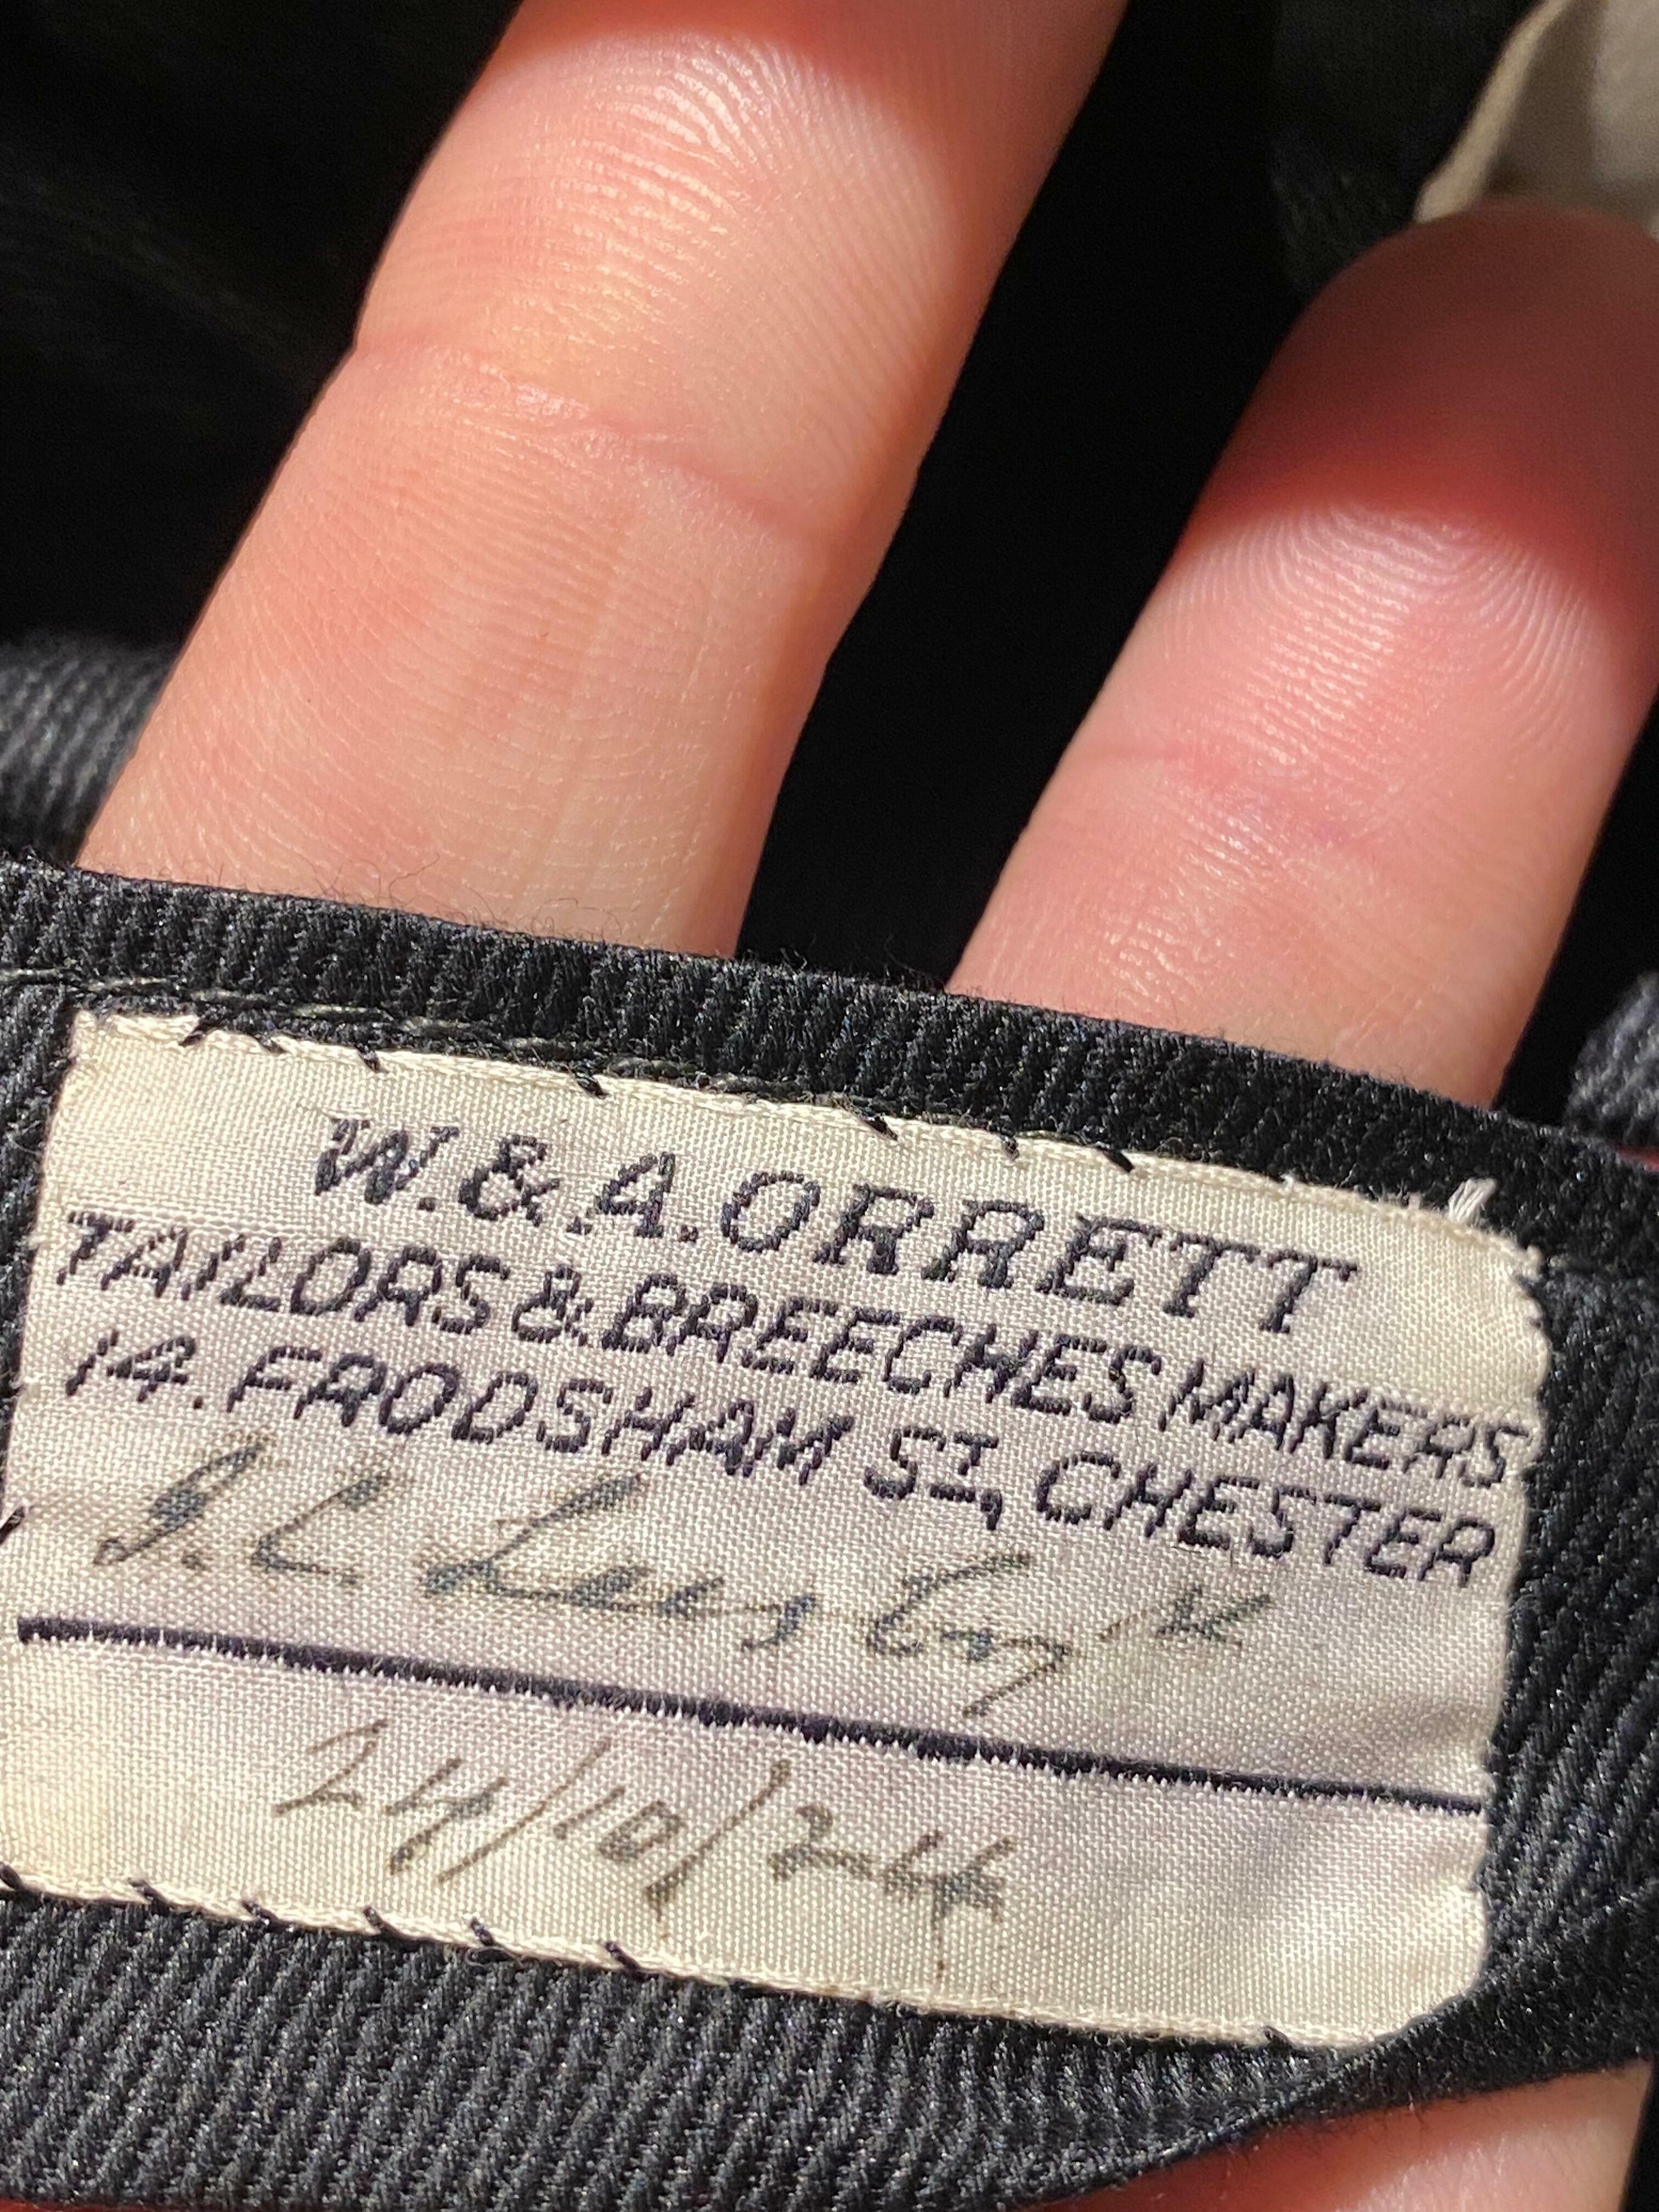 W. & A. ORRETT
TAILORS & BREECHES MAKERS
14. FRODSHAM ST, CHESTER
24/10/24